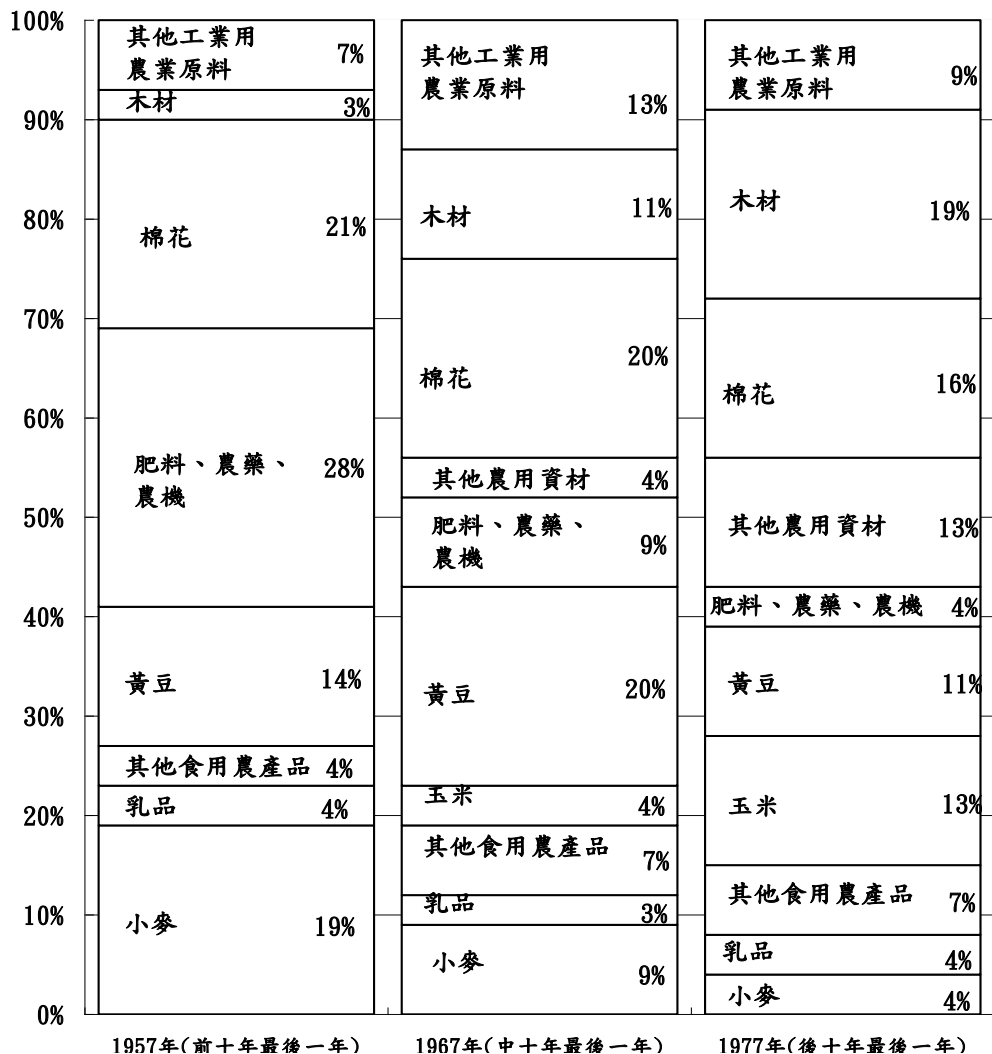 100%
90%
80%
70%
60%
50%
40%
30%
20%
10%
0%
其他工業用
農業原料 7%
木材 3%
棉花 21%
肥料、農藥、
農機 28%
黃豆 14%
其他食用農產品 4%
乳品 4%
小麥 19%
1957年(前十年最後一年)
其他工業用
農業原料 13%
木材 11%
棉花 20%
其他農用資材 4%
肥料、農藥、
農機 9%
黃豆 20%
玉米 4%
其他食用農產品 7%
乳品 3%
小麥 9%
1967年(中十年最後一年)
其他工業用
農業原料 9%
木材 19%
棉花 16%
其他農用資材 13%
肥料、農藥、農機 4%
黃豆 11%
玉米 13%
其他食用農產品 7%
乳品 4%
小麥 4%
1977年(後十年最後一年)